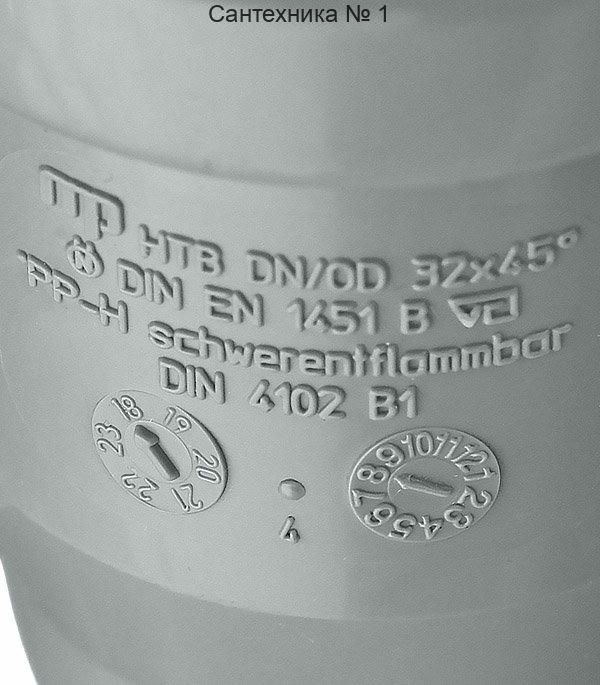 Сантехника № 1
HTB DN/OD 32x45°
N DIN EN 1451 B
PP-H schwerentflammbar
DIN 4102 B1
18 19 20 21 22 23
1 2 3 4 5 6 7 8 9 10 11 12